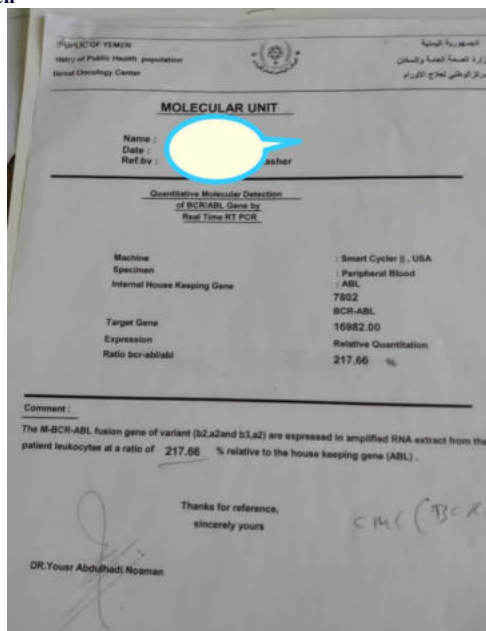 REPUBLIC OF YEMEN
Ministry of Public Health population
National Oncology Center
الجمهورية اليمنية
وزارة الصحة العامة والسكان
المركز الوطني لعلاج الأورام
MOLECULAR UNIT
Name :
Date :
Ref.by : asher
Quantitative Molecular Detection
of BCR/ABL Gene by
Real Time RT PCR
Machine : Smart Cycler ||, USA
Specimen : Peripheral Blood
Internal House Keeping Gene : ABL
7802
BCR-ABL
Target Gene 16982.00
Expression Relative Quantitation
Ratio bcr-abl/abl 217.66 %
Comment :
The M-BCR-ABL fusion gene of variant (b2,a2and b3,a2) are expressed in amplified RNA extract from the
patient leukocytes at a ratio of 217.66 % relative to the house keeping gene (ABL) .
Thanks for reference,
sincerely yours
CML (BCR
DR.Yousr Abdulhadi Noaman